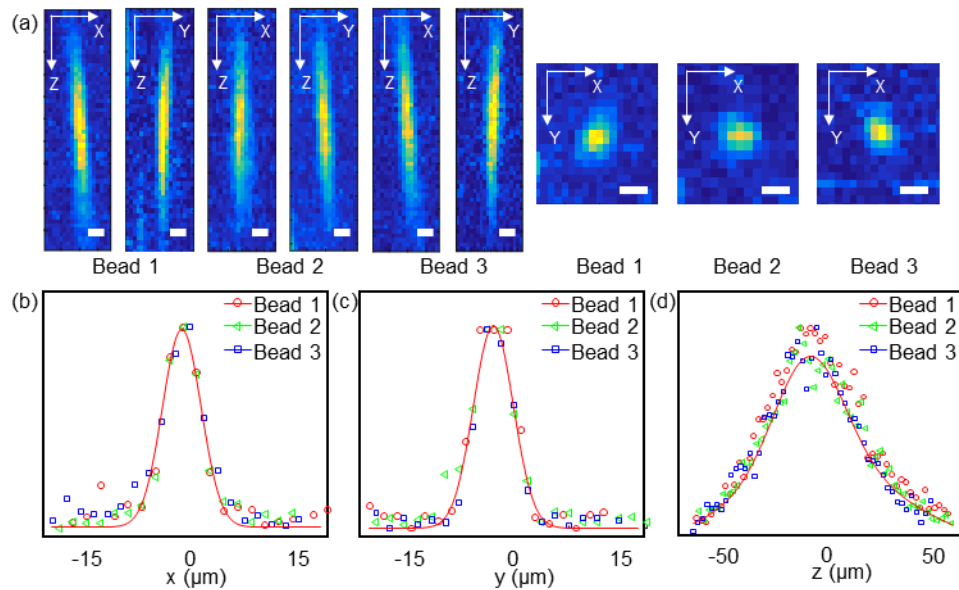 (a)
X
Z
Y
Z
X
Z
Y
Z
X
Z
Y
Z
X
Y
X
Y
X
Y
Bead 1
Bead 2
Bead 3
Bead 1
Bead 2
Bead 3
(b)
Bead 1
Bead 2
Bead 3
-15
0
15
x (μm)
(c)
Bead 1
Bead 2
Bead 3
-15
0
15
y (μm)
(d)
Bead 1
Bead 2
Bead 3
-50
0
50
z (μm)